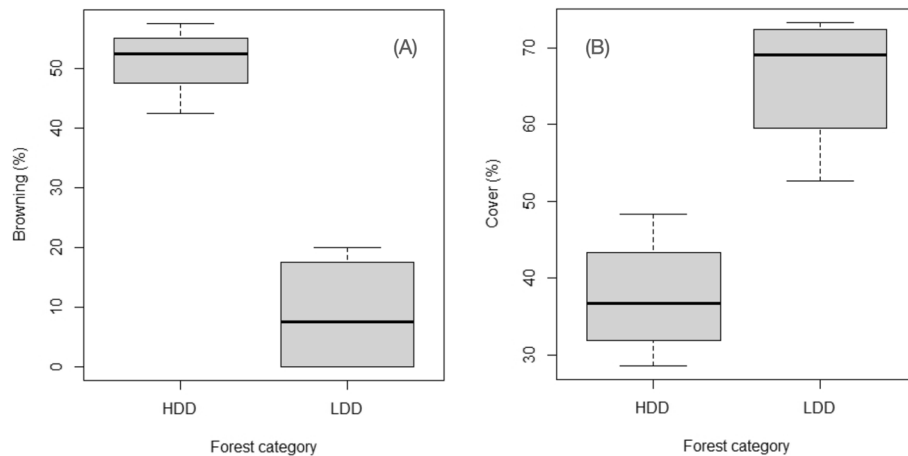 (A)
Browning (%)
50
40
30
20
10
0
HDD
LDD
Forest category
(B)
Cover (%)
70
60
50
40
30
HDD
LDD
Forest category